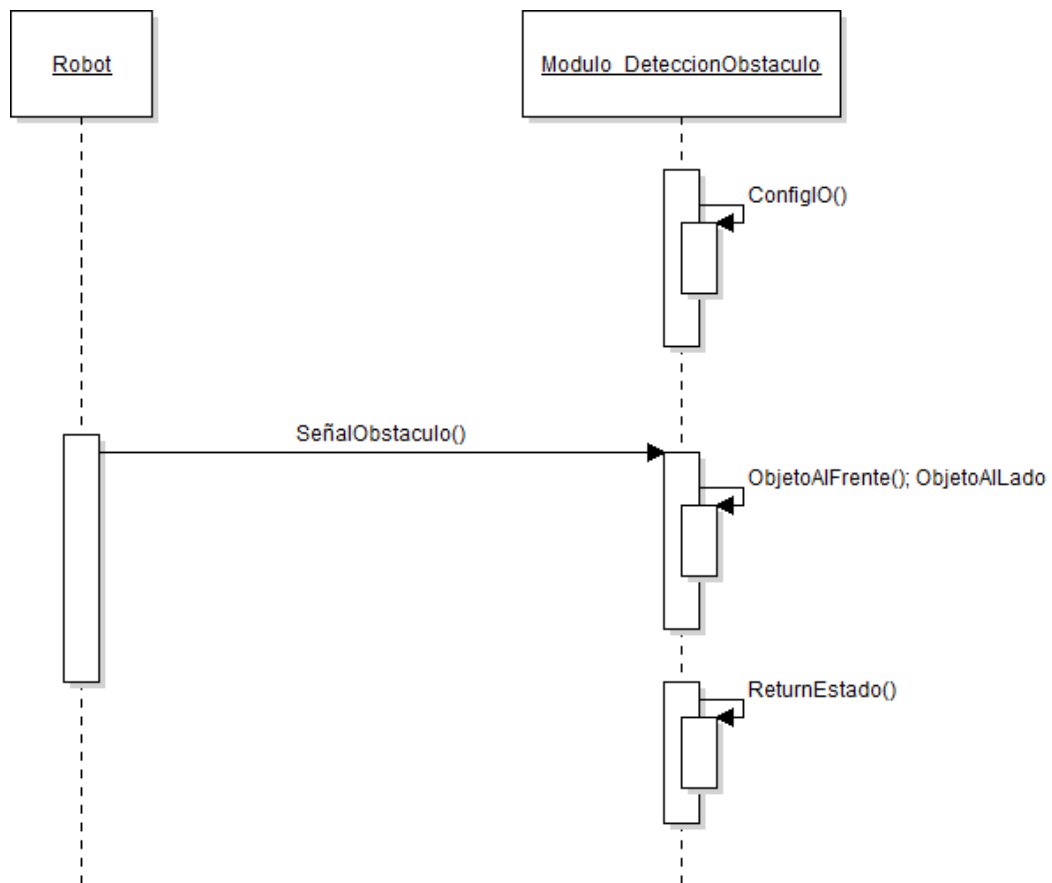 Robot
Modulo_DeteccionObstaculo
ConfigIO()
SeñalObstaculo()
ObjetoAlFrente(); ObjetoAlLado
ReturnEstado()